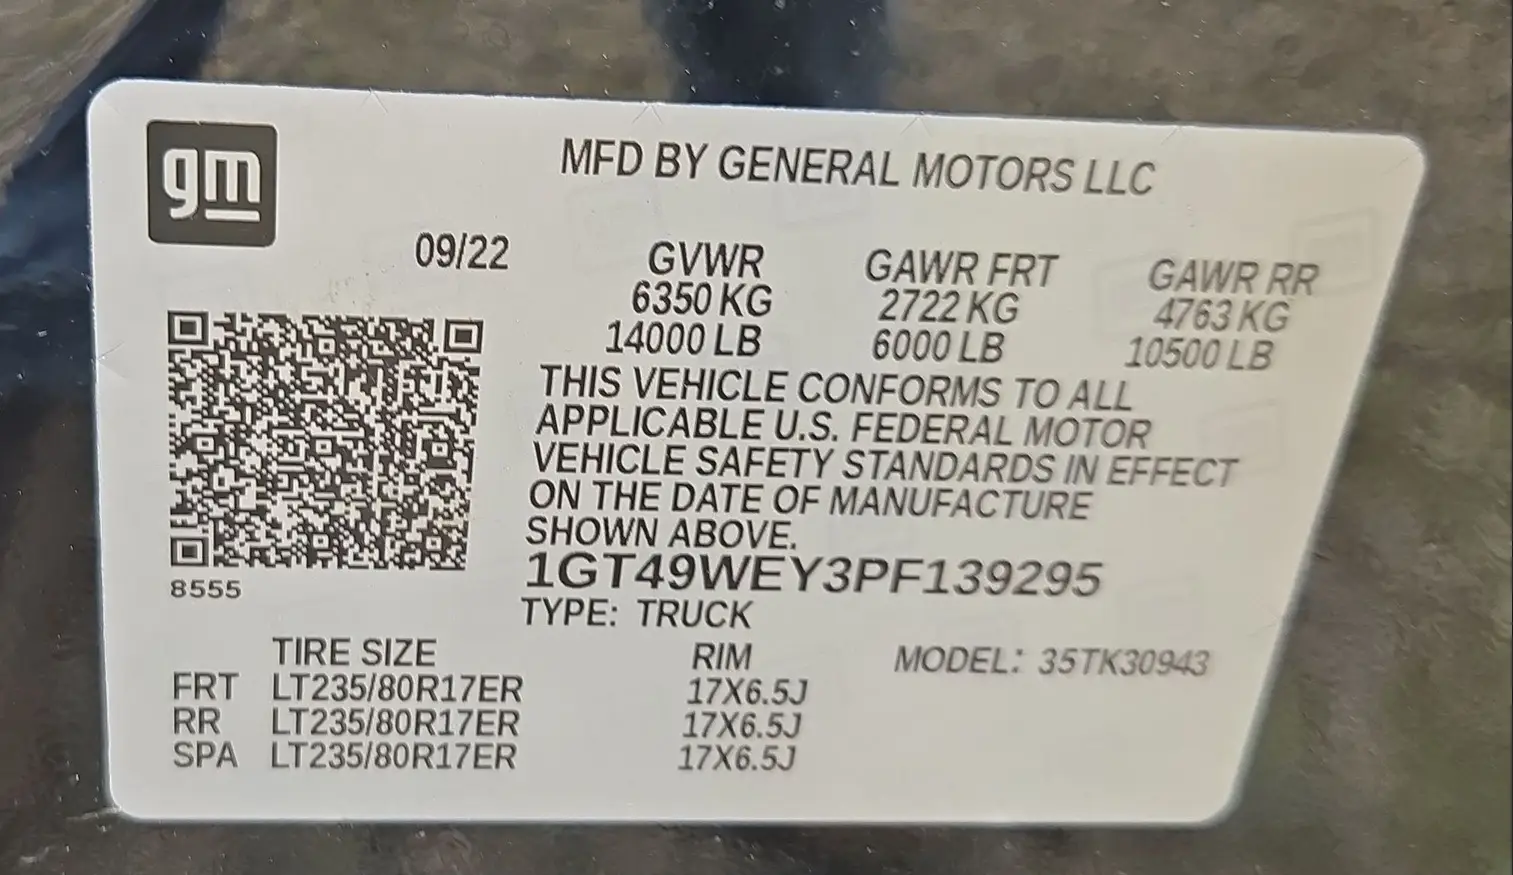 gm
MFD BY GENERAL MOTORS LLC
09/22 GVWR GAWR FRT GAWR RR
6350 KG 2722 KG 4763 KG
14000 LB 6000 LB 10500 LB
THIS VEHICLE CONFORMS TO ALL
APPLICABLE U.S. FEDERAL MOTOR
VEHICLE SAFETY STANDARDS IN EFFECT
ON THE DATE OF MANUFACTURE
SHOWN ABOVE.
8555 1GT49WEY3PF139295
TYPE: TRUCK
TIRE SIZE RIM MODEL: 35TK30943
FRT LT235/80R17ER 17X6.5J
RR LT235/80R17ER 17X6.5J
SPA LT235/80R17ER 17X6.5J